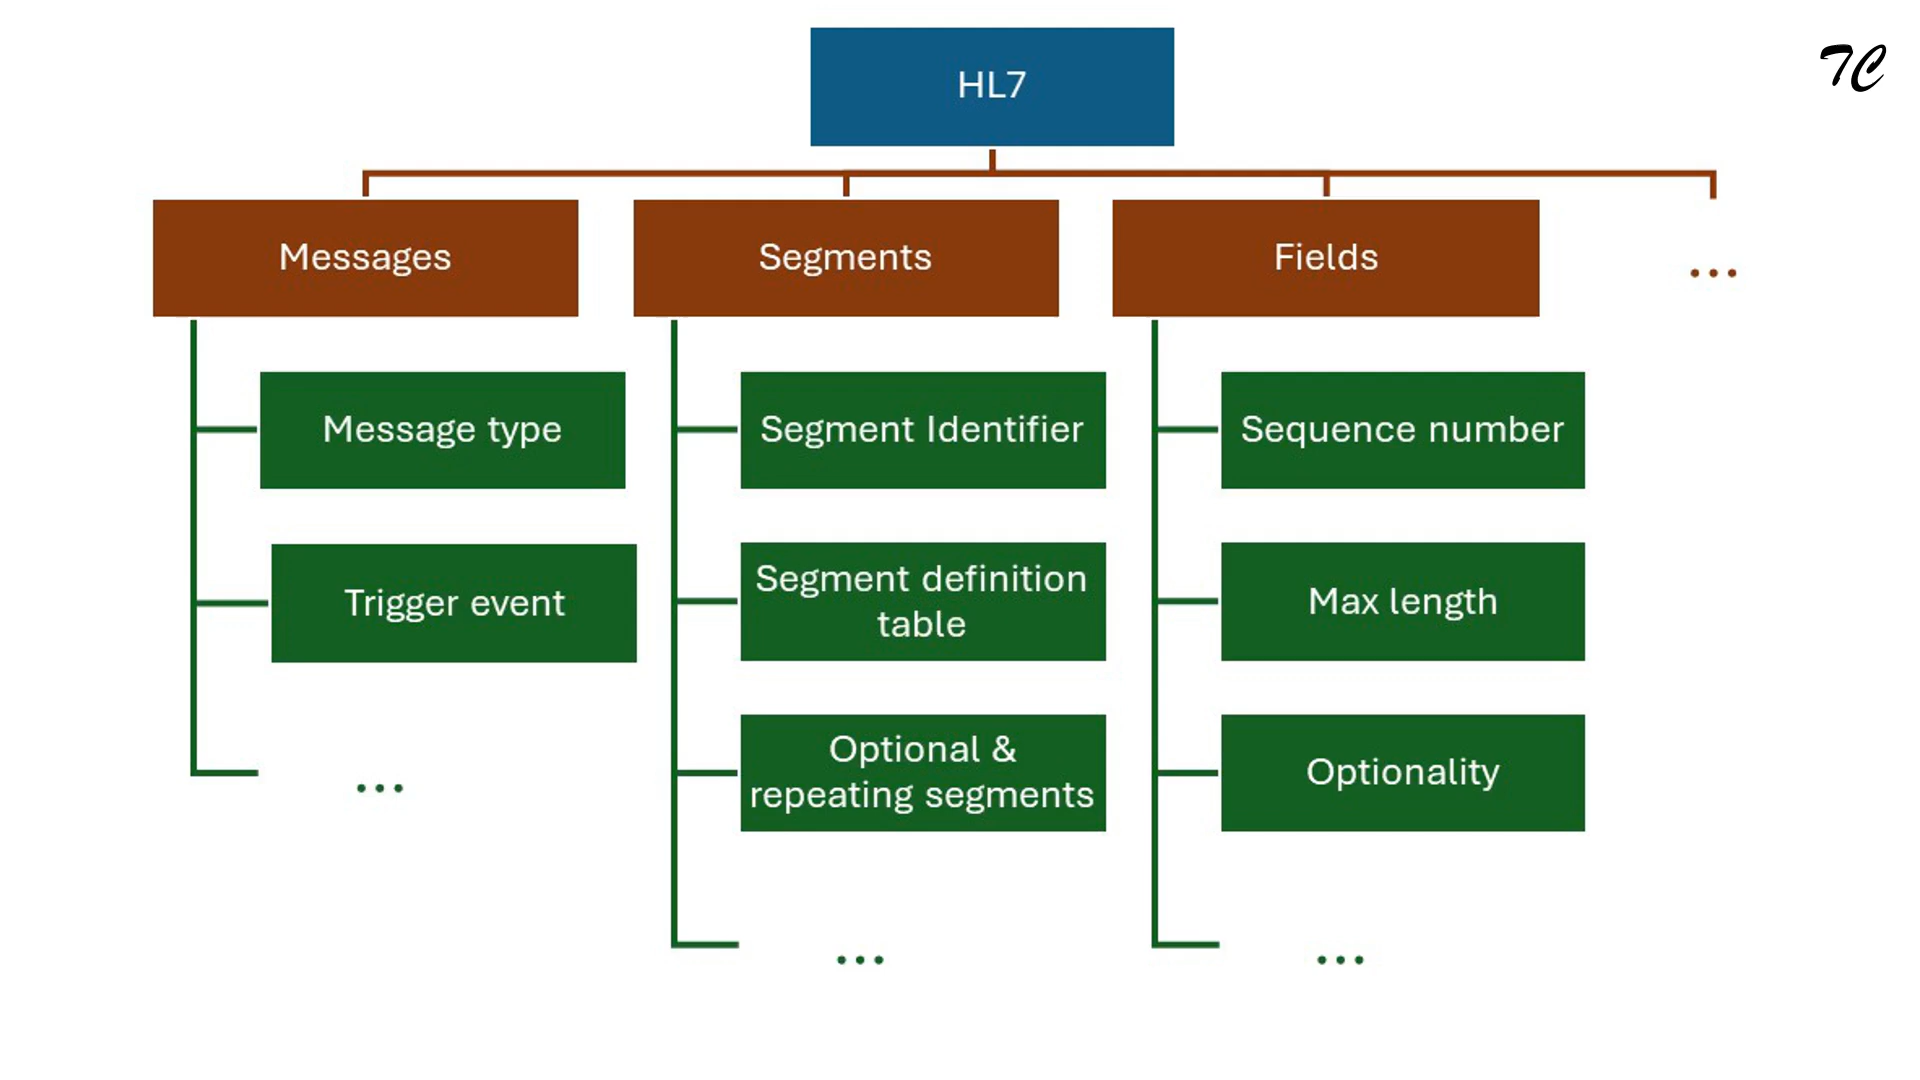 HL7
TC
Messages
Segments
Fields
...
Message type
Trigger event
...
Segment Identifier
Segment definition
table
Optional &
repeating segments
...
Sequence number
Max length
Optionality
...